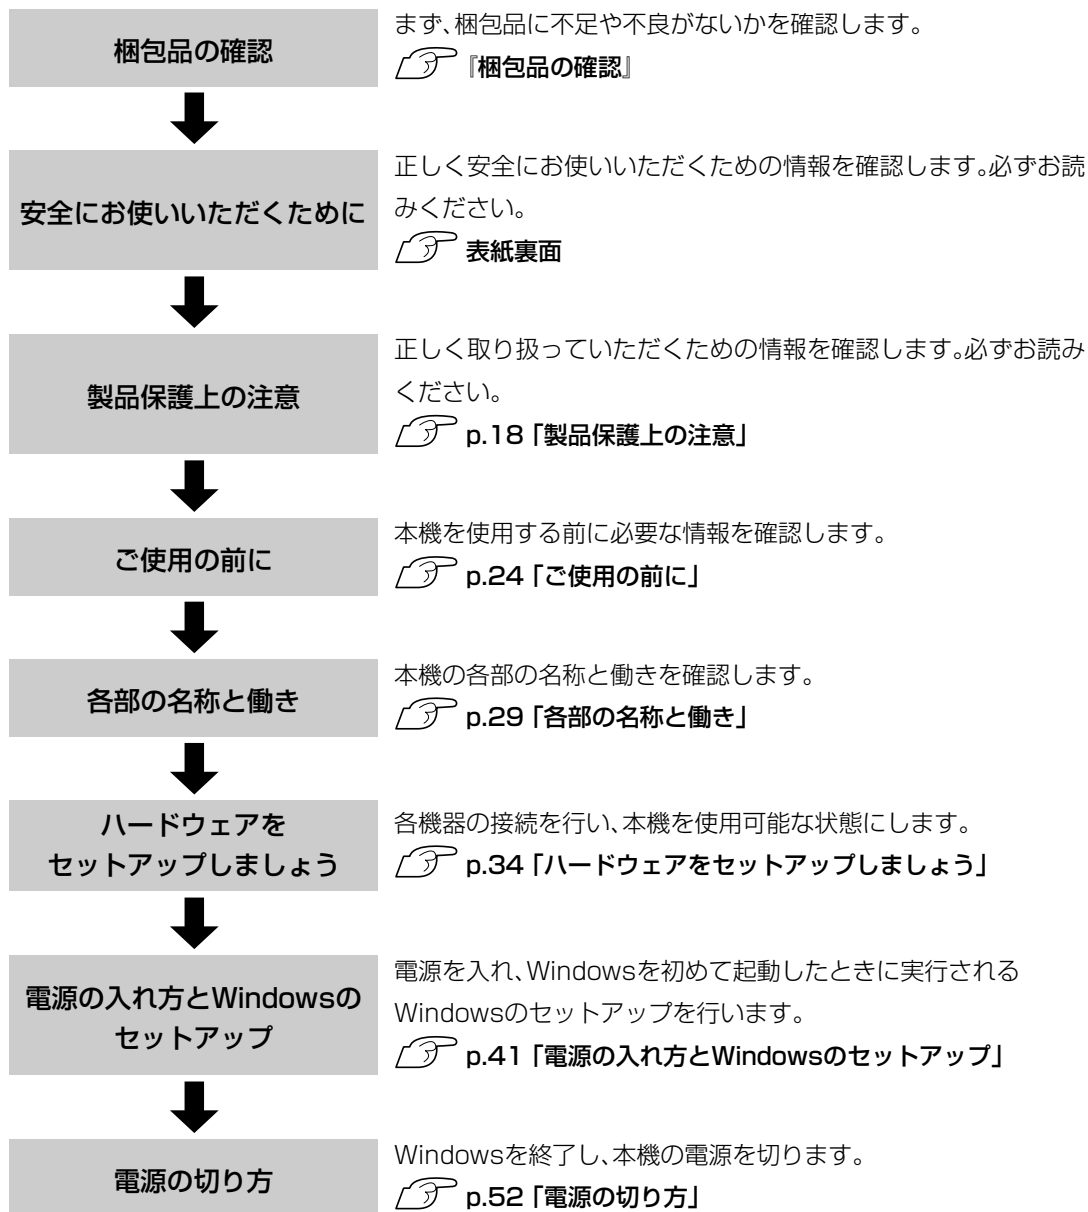 梱包品の確認
まず、梱包品に不足や不良がないかを確認します。
『梱包品の確認』
安全にお使いいただくために
正しく安全にお使いいただくための情報を確認します。必ずお読
みください。
表紙裏面
製品保護上の注意
正しく取り扱っていただくための情報を確認します。必ずお読み
ください。
p.18「製品保護上の注意」
ご使用の前に
本機を使用する前に必要な情報を確認します。
p.24「ご使用の前に」
各部の名称と働き
本機の各部の名称と働きを確認します。
p.29「各部の名称と働き」
ハードウェアを
セットアップしましょう
各機器の接続を行い、本機を使用可能な状態にします。
p.34「ハードウェアをセットアップしましょう」
電源の入れ方とWindowsの
セットアップ
電源を入れ、Windowsを初めて起動したときに実行される
Windowsのセットアップを行います。
p.41「電源の入れ方とWindowsのセットアップ」
電源の切り方
Windowsを終了し、本機の電源を切ります。
p.52「電源の切り方」